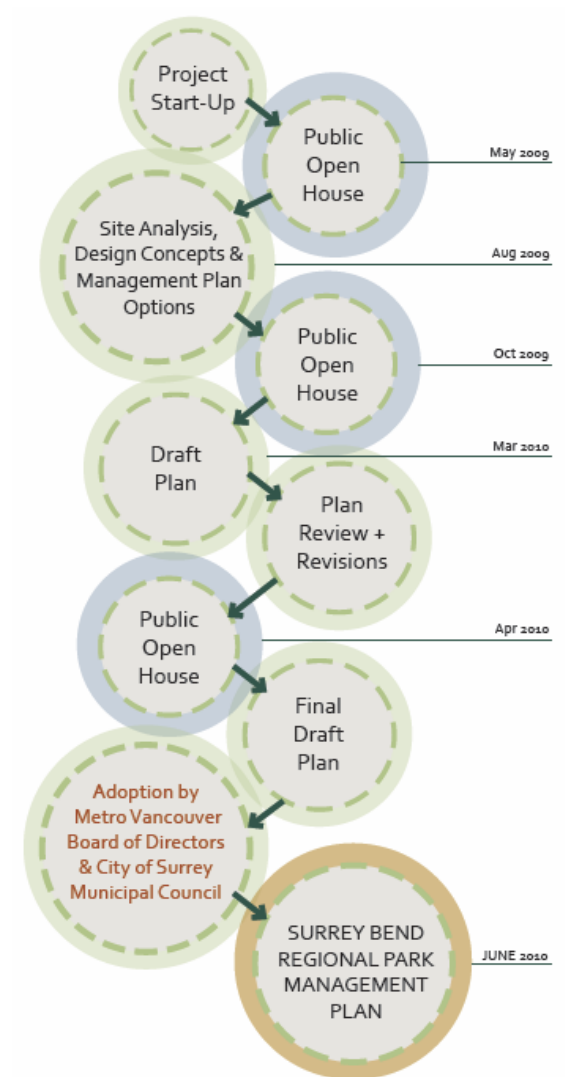 Project
Start-Up
Public
Open
House
May 2009
Site Analysis,
Design Concepts &
Management Plan
Options
Aug 2009
Public
Open
House
Oct 2009
Draft
Plan
Mar 2010
Plan
Review +
Revisions
Public
Open
House
Apr 2010
Final
Draft
Plan
Adoption by
Metro Vancouver
Board of Directors
& City of Surrey
Municipal Council
SURREY BEND
REGIONAL PARK
MANAGEMENT
PLAN
JUNE 2010